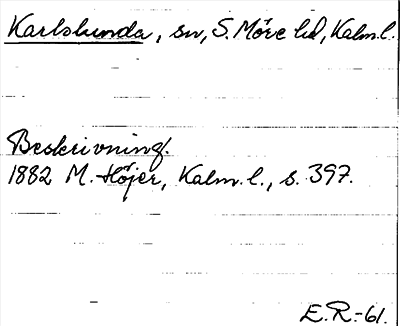 Karlslunda, sn, S. Möre hd, Kalm. l.
Beskrivning.
1882 M. Höjer, Kalm. l., s. 397.
E.R.-61.